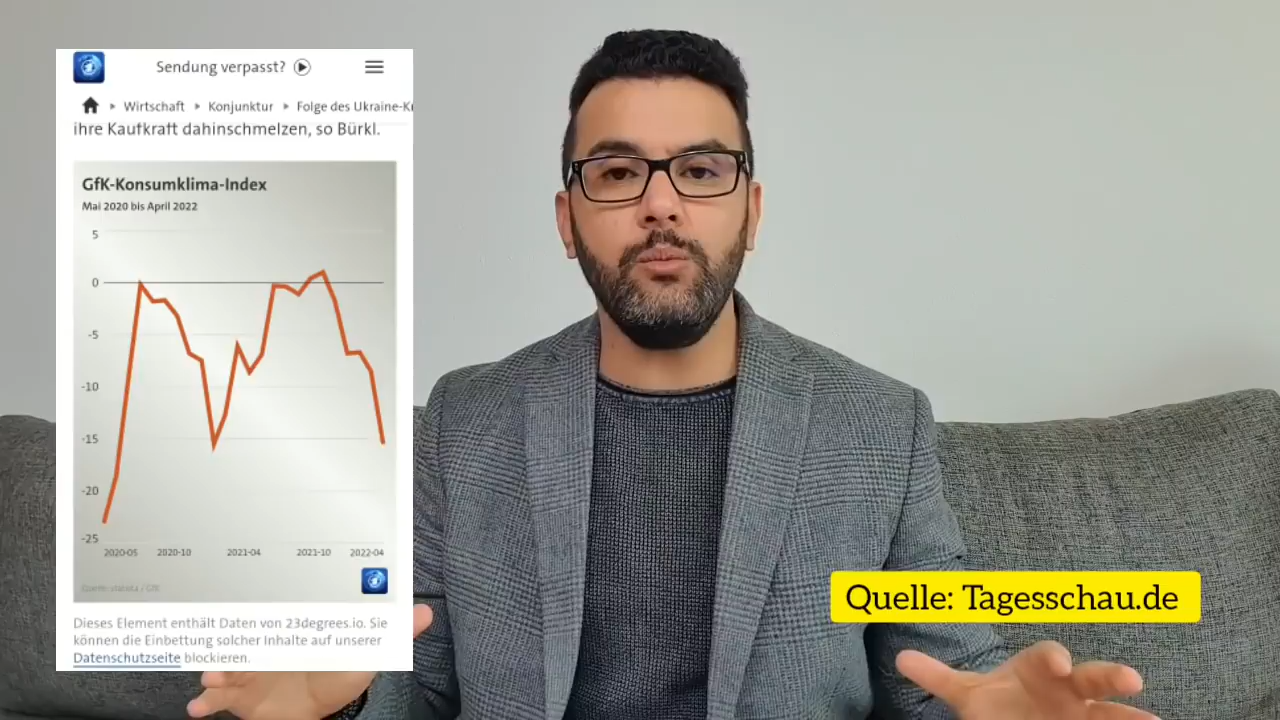 Sendung verpasst?
Wirtschaft Konjunktur Folge des Ukraine-K
ihre Kaufkraft dahinschmelzen, so Bürkl.
GfK-Konsumklima-Index
Mai 2020 bis April 2022
5
0
-5
-10
-15
-20
-25
2020-05 2020-10 2021-04 2021-10 2022-04
Quelle: statista / GfK
Dieses Element enthält Daten von 23degrees.io. Sie
können die Einbettung solcher Inhalte auf unserer
Datenschutzseite blockieren.
Quelle: Tagesschau.de